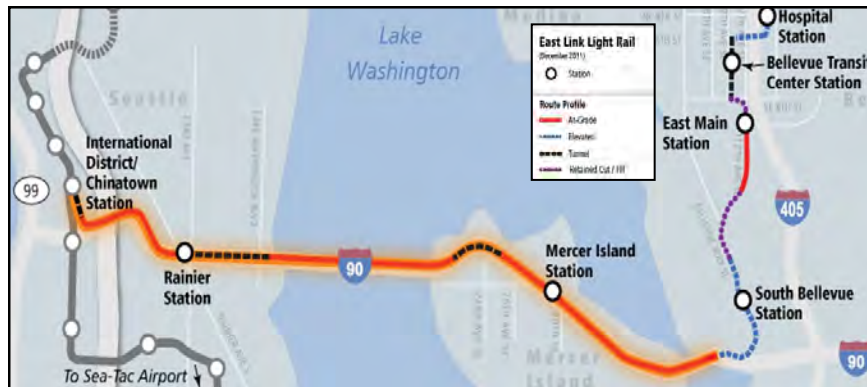 Lake
Washington
Seattle
Medina
East Link Light Rail
(December 2011)
Station
Route Profile
At-Grade
Elevated
Tunnel
Retained Cut / Fill
Hospital
Station
Bellevue Transit
Center Station
East Main
Station
405
International
District/
Chinatown
Station
99
Rainier
Station
90
Mercer Island
Station
South Bellevue
Station
90
Mercer
Island
To Sea-Tac Airport